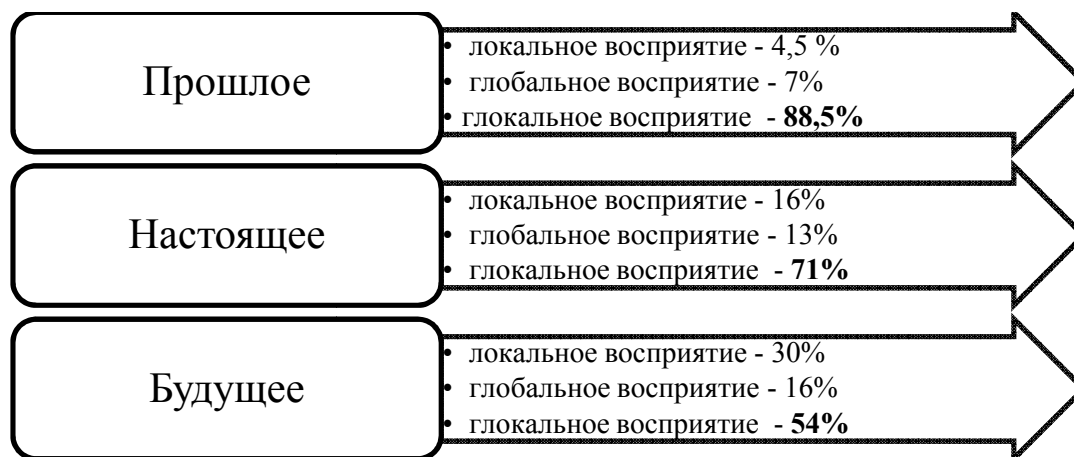 Прошлое
• локальное восприятие - 4,5 %
• глобальное восприятие - 7%
• глокальное восприятие - 88,5%
Настоящее
• локальное восприятие - 16%
• глобальное восприятие - 13%
• глокальное восприятие - 71%
Будущее
• локальное восприятие - 30%
• глобальное восприятие - 16%
• глокальное восприятие - 54%